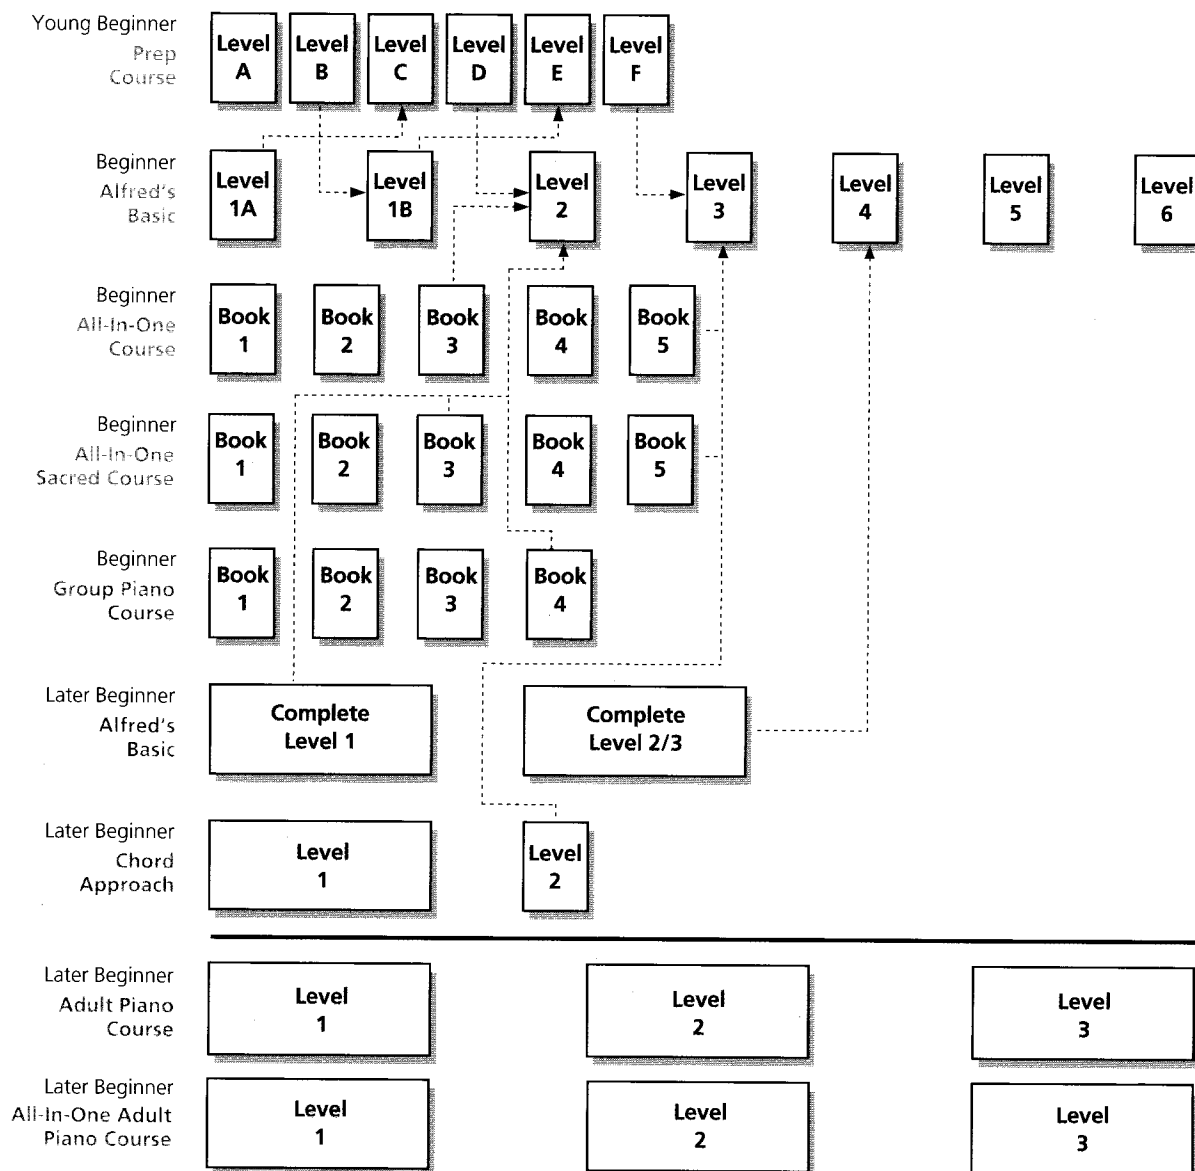 Young Beginner
Prep
Course
Level
A
Level
B
Level
C
Level
D
Level
E
Level
F
Beginner
Alfred's
Basic
Level
1A
Level
1B
Level
2
Level
3
Level
4
Level
5
Level
6
Beginner
All-In-One
Course
Book
1
Book
2
Book
3
Book
4
Book
5
Beginner
All-In-One
Sacred Course
Book
1
Book
2
Book
3
Book
4
Book
5
Beginner
Group Piano
Course
Book
1
Book
2
Book
3
Book
4
Later Beginner
Alfred's
Basic
Complete
Level 1
Complete
Level 2/3
Later Beginner
Chord
Approach
Level
1
Level
2
Later Beginner
Adult Piano
Course
Level
1
Level
2
Level
3
Later Beginner
All-In-One Adult
Piano Course
Level
1
Level
2
Level
3